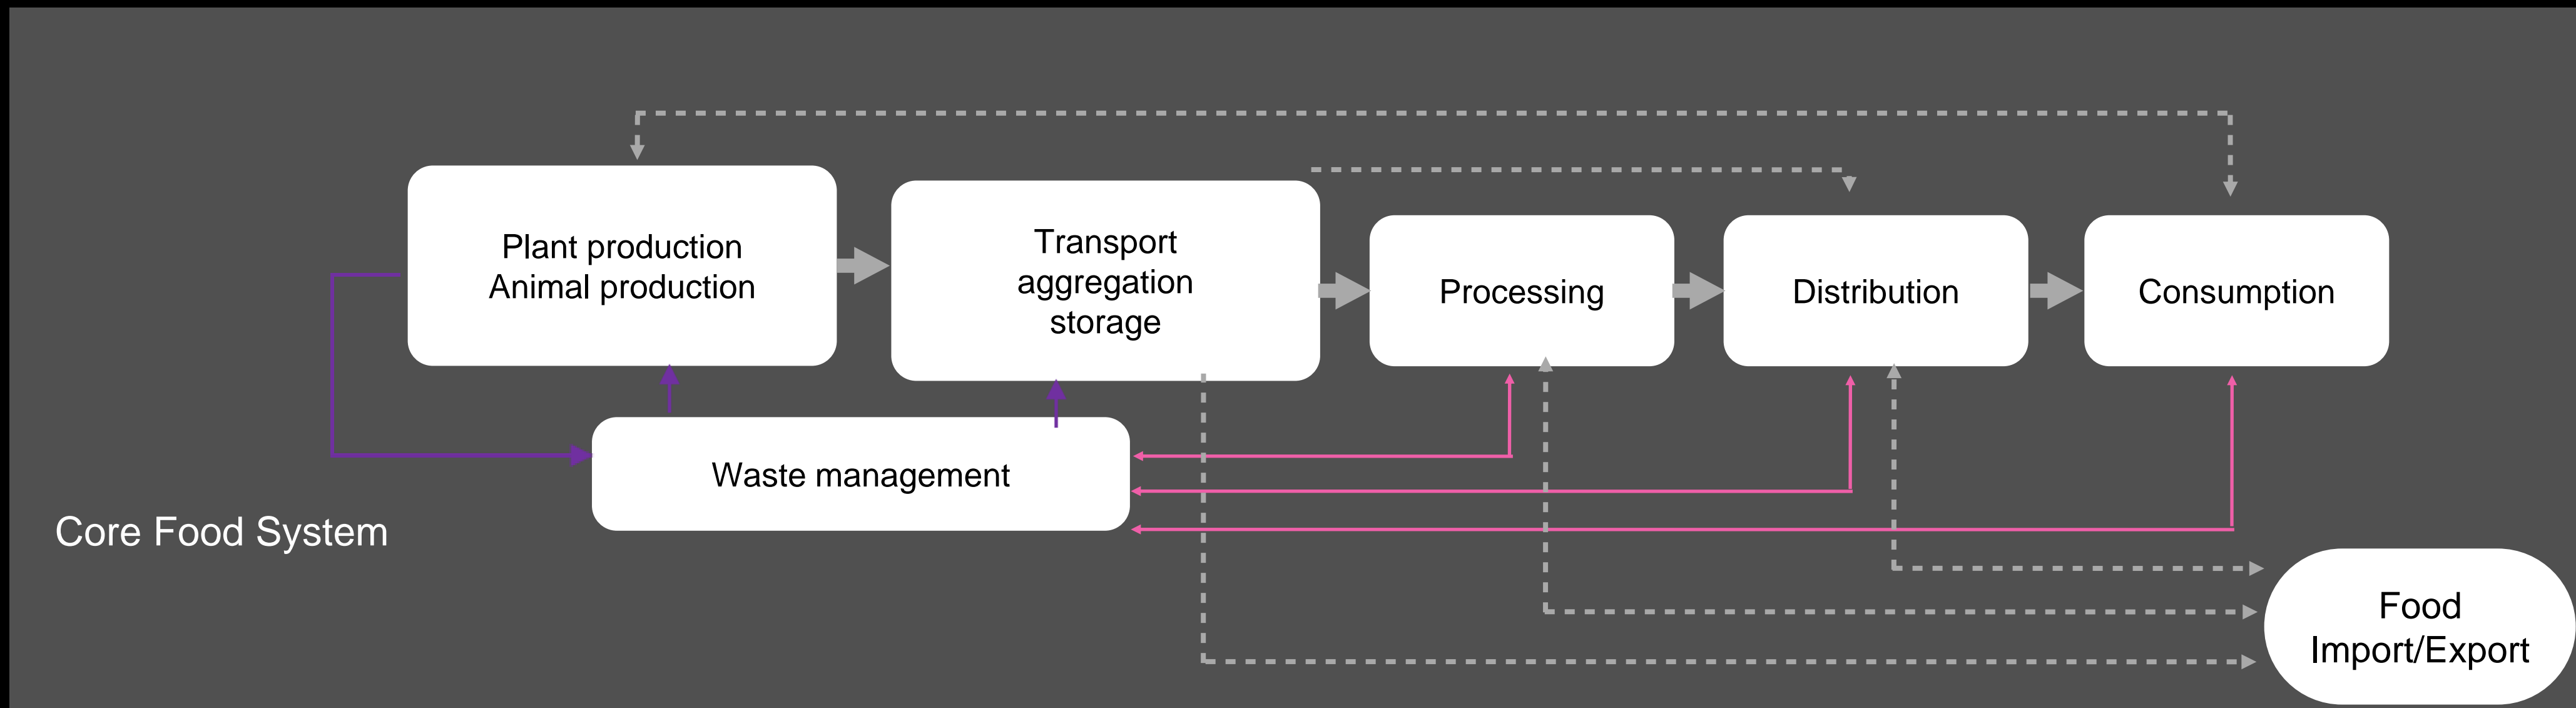 Plant production
Animal production
Transport
aggregation
storage
Processing
Distribution
Consumption
Waste management
Core Food System
Food
Import/Export